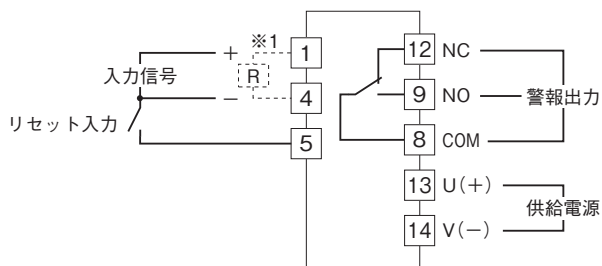 ※1
+
1
12 NC
入力信号
R
−
4
9 NO
警報出力
リセット入力
5
8 COM
13 U(+)
供給電源
14 V(−)